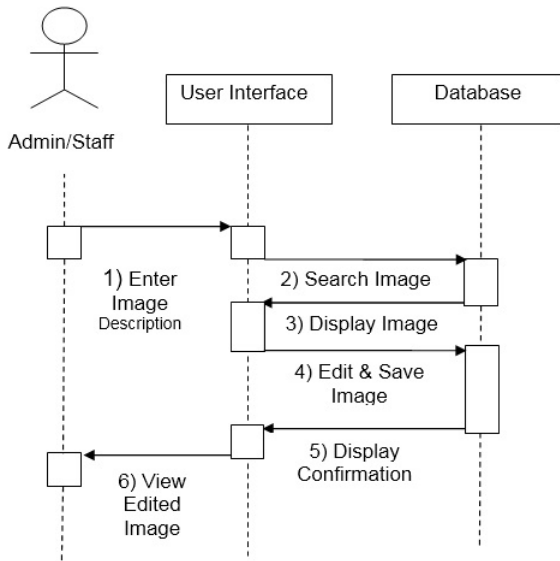 User Interface
Database
Admin/Staff
1) Enter
Image
Description
2) Search Image
3) Display Image
4) Edit & Save
Image
5) Display
Confirmation
6) View
Edited
Image